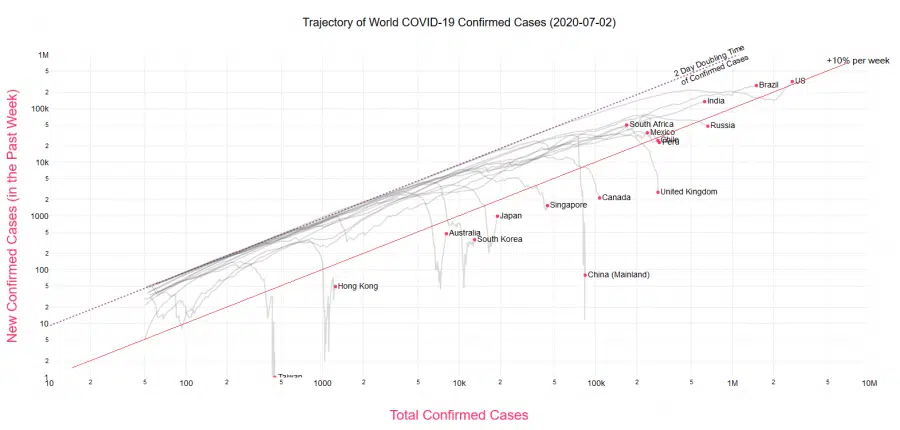 Trajectory of World COVID-19 Confirmed Cases (2020-07-02)
1M
5
2
100k
5
2
10k
5
2
1000
5
2
100
5
2
10
5
2
1
New Confirmed Cases (in the Past Week)
2 Day Doubling Time
of Confirmed Cases
+10% per week
US
Brazil
India
South Africa
Russia
Mexico
Chile
Peru
United Kingdom
Canada
Singapore
Japan
Australia
South Korea
China (Mainland)
Hong Kong
Taiwan
10
2
5
100
2
5
1000
2
5
10k
2
5
100k
2
5
1M
2
5
10M
Total Confirmed Cases